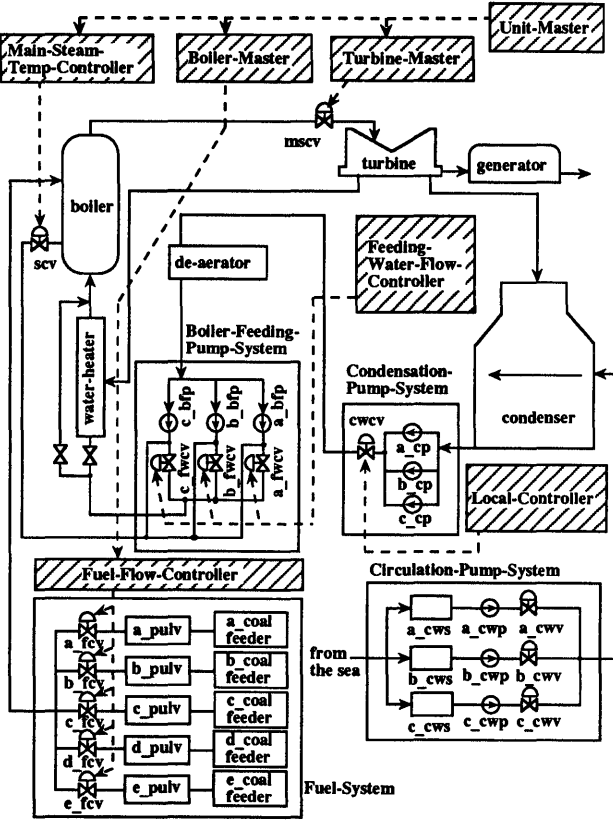 Unit-Master
Main-Steam-
Temp-Controller
Boiler-Master
Turbine-Master
mscv
turbine
generator
boiler
scv
de-aerator
Feeding-
Water-Flow-
Controller
water-heater
Boiler-Feeding-
Pump-System
c_bfp
b_bfp
a_bfp
c_fwcv
b_fwcv
a_fwcv
Condensation-
Pump-System
cwcv
a_cp
b_cp
c_cp
condenser
Local-Controller
Fuel-Flow-Controller
a_fcv
a_pulv
a_coal
feeder
b_fcv
b_pulv
b_coal
feeder
c_fcv
c_pulv
c_coal
feeder
d_fcv
d_pulv
d_coal
feeder
e_fcv
e_pulv
e_coal
feeder
Fuel-System
Circulation-Pump-System
from
the sea
a_cws
a_cwp
a_cwv
b_cws
b_cwp
b_cwv
c_cws
c_cwp
c_cwv